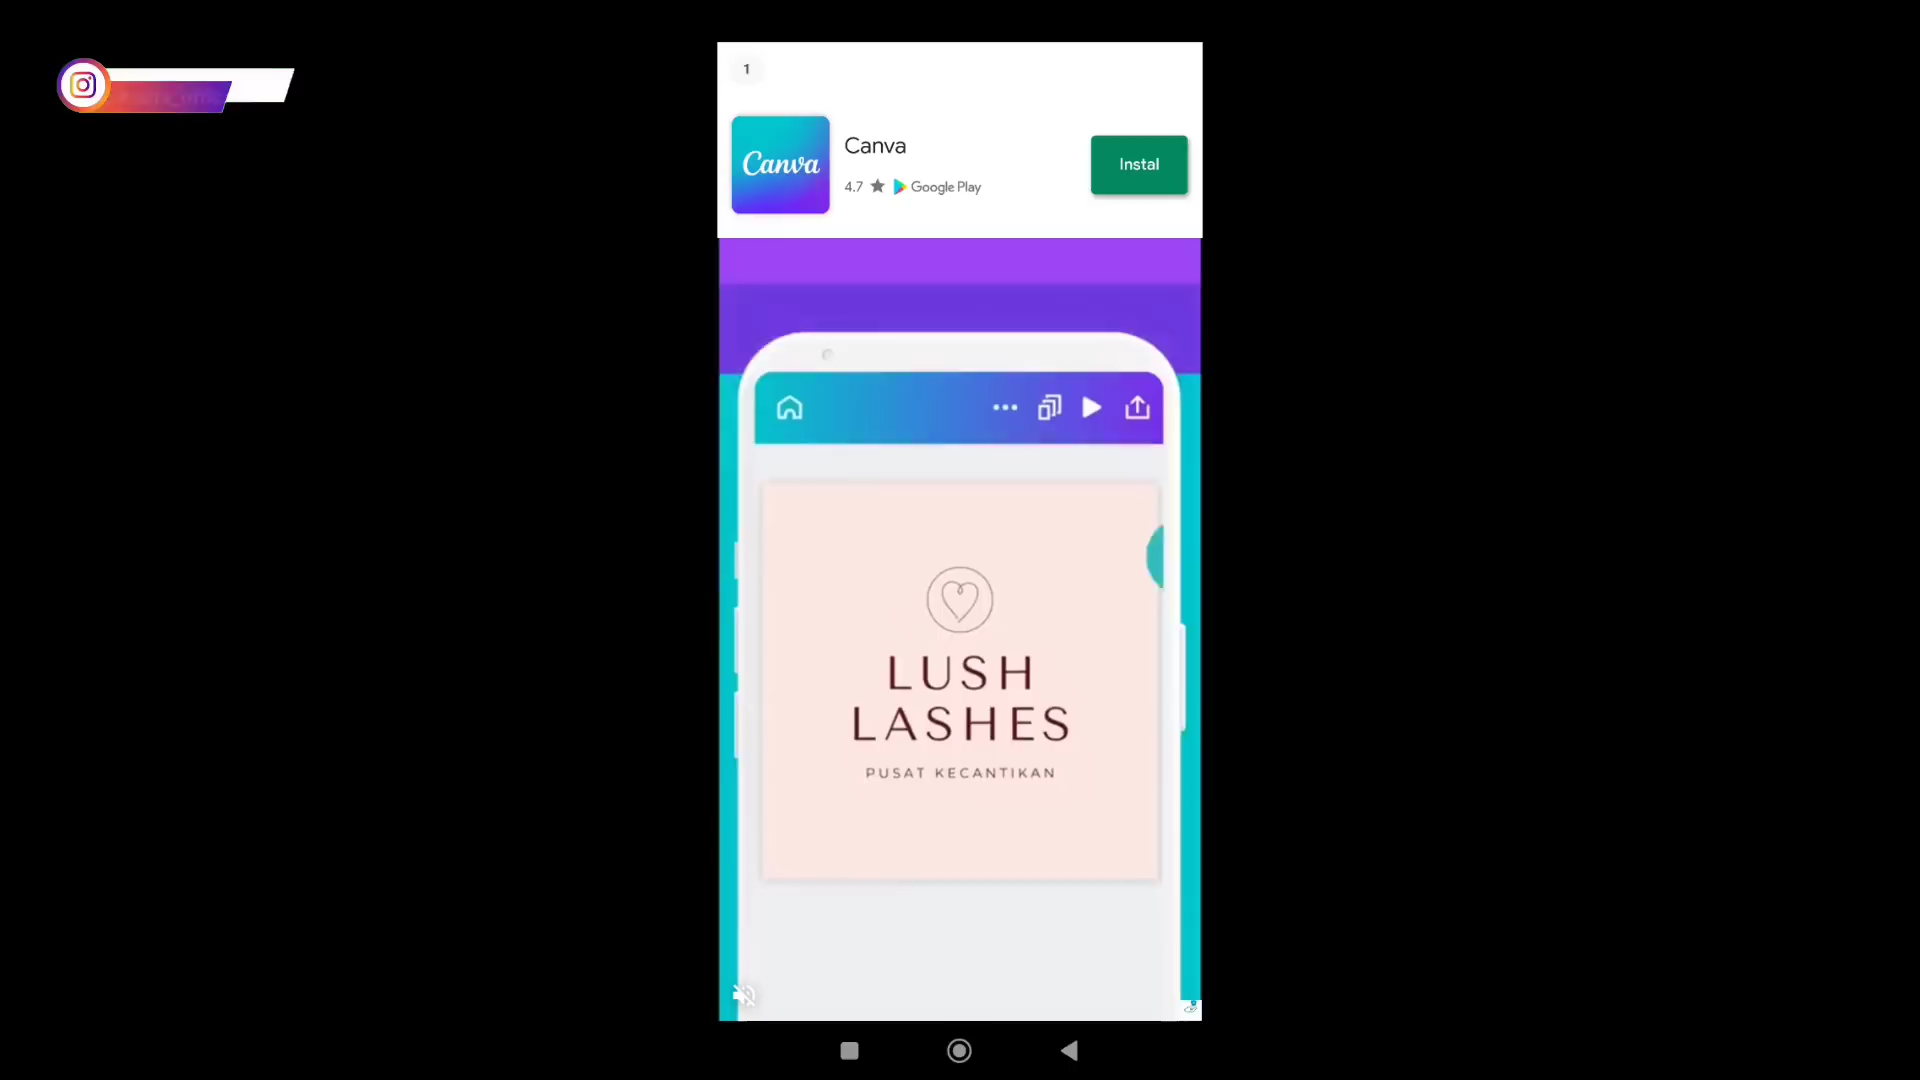 1
Canva
Canva
4.7 Google Play
Instal
LUSH
LASHES
PUSAT KECANTIKAN